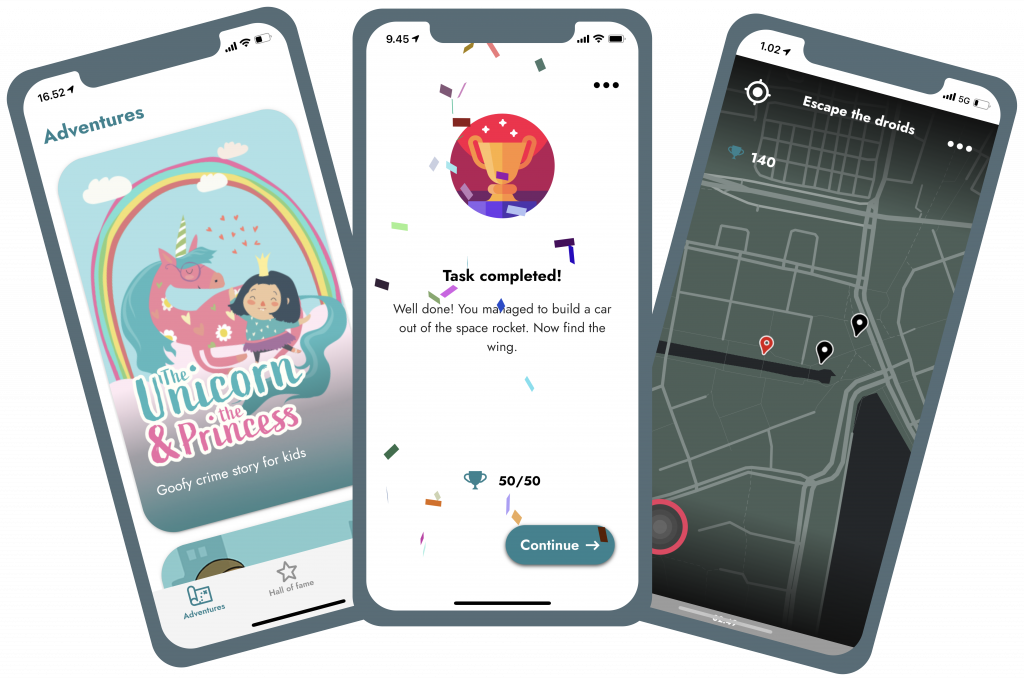 16.52
Adventures
The
Unicorn
& the
Princess
Goofy crime story for kids
Adventures
Hall of fame
9.45
Task completed!
Well done! You managed to build a car
out of the space rocket. Now find the
wing.
50/50
Continue →
1.02
5G
Escape the droids
140